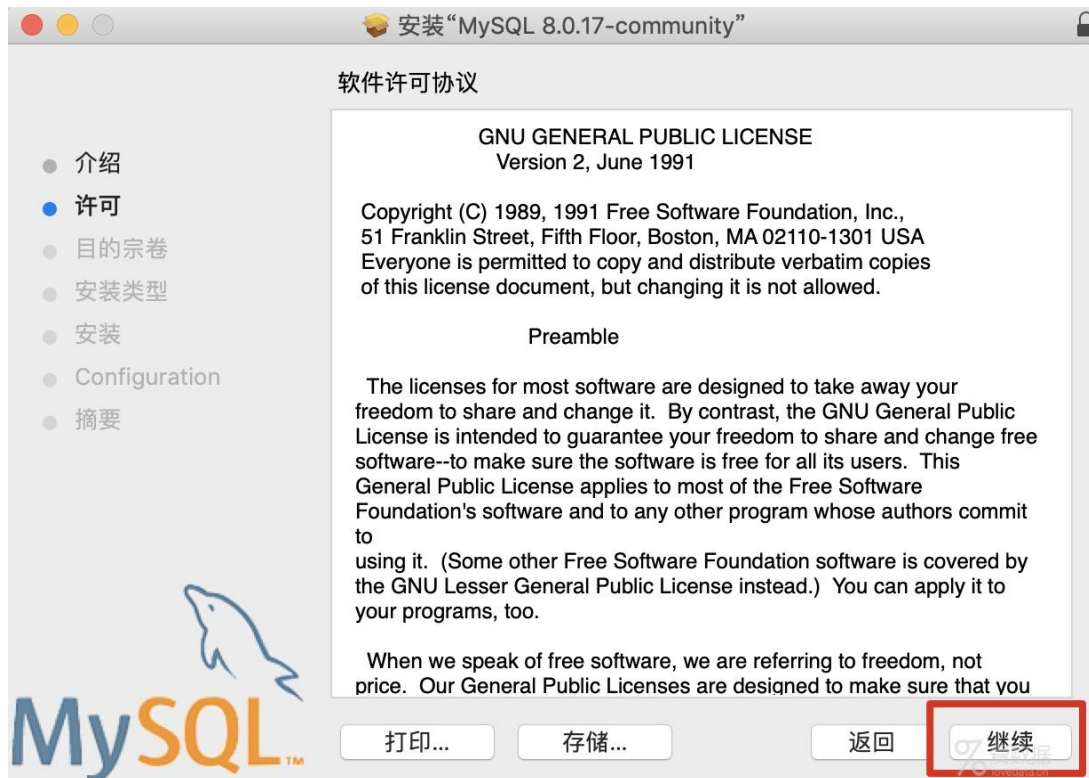 安装“MySQL 8.0.17-community”
软件许可协议
介绍
许可
目的宗卷
安装类型
安装
Configuration
摘要
GNU GENERAL PUBLIC LICENSE
Version 2, June 1991
Copyright (C) 1989, 1991 Free Software Foundation, Inc.,
51 Franklin Street, Fifth Floor, Boston, MA 02110-1301 USA
Everyone is permitted to copy and distribute verbatim copies
of this license document, but changing it is not allowed.
Preamble
The licenses for most software are designed to take away your
freedom to share and change it.  By contrast, the GNU General Public
License is intended to guarantee your freedom to share and change free
software--to make sure the software is free for all its users.  This
General Public License applies to most of the Free Software
Foundation's software and to any other program whose authors commit
to
using it.  (Some other Free Software Foundation software is covered by
the GNU Lesser General Public License instead.)  You can apply it to
your programs, too.
When we speak of free software, we are referring to freedom, not
price.  Our General Public Licenses are designed to make sure that you
MySQL™
打印...
存储...
返回
继续